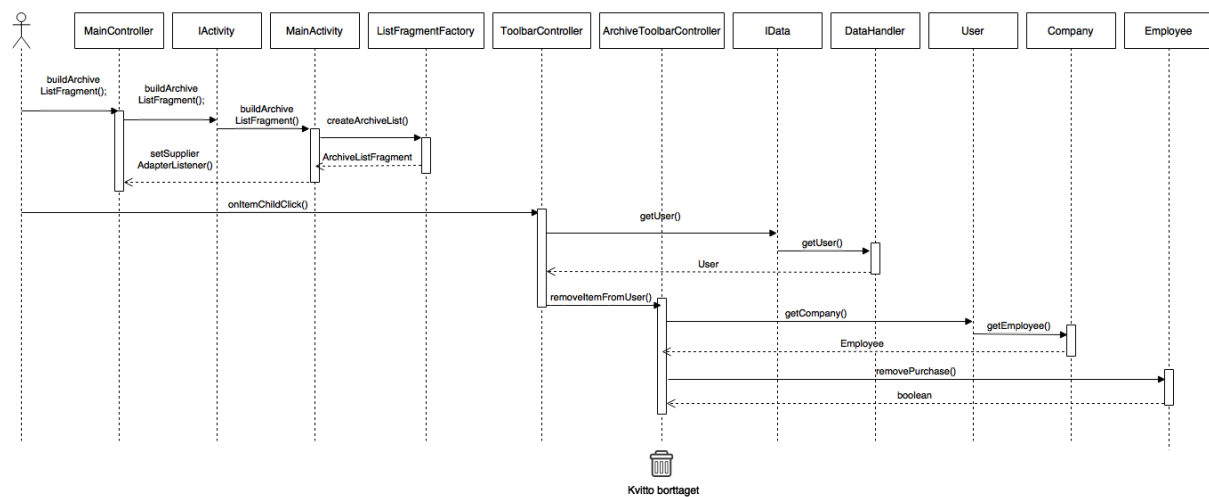 MainController
IActivity
MainActivity
ListFragmentFactory
ToolbarController
ArchiveToolbarController
IData
DataHandler
User
Company
Employee
buildArchive
ListFragment();
buildArchive
ListFragment();
buildArchive
ListFragment()
createArchiveList()
ArchiveListFragment
setSupplier
AdapterListener()
onItemChildClick()
getUser()
getUser()
User
removeItemFromUser()
getCompany()
getEmployee()
Employee
removePurchase()
boolean
Kvitto borttaget